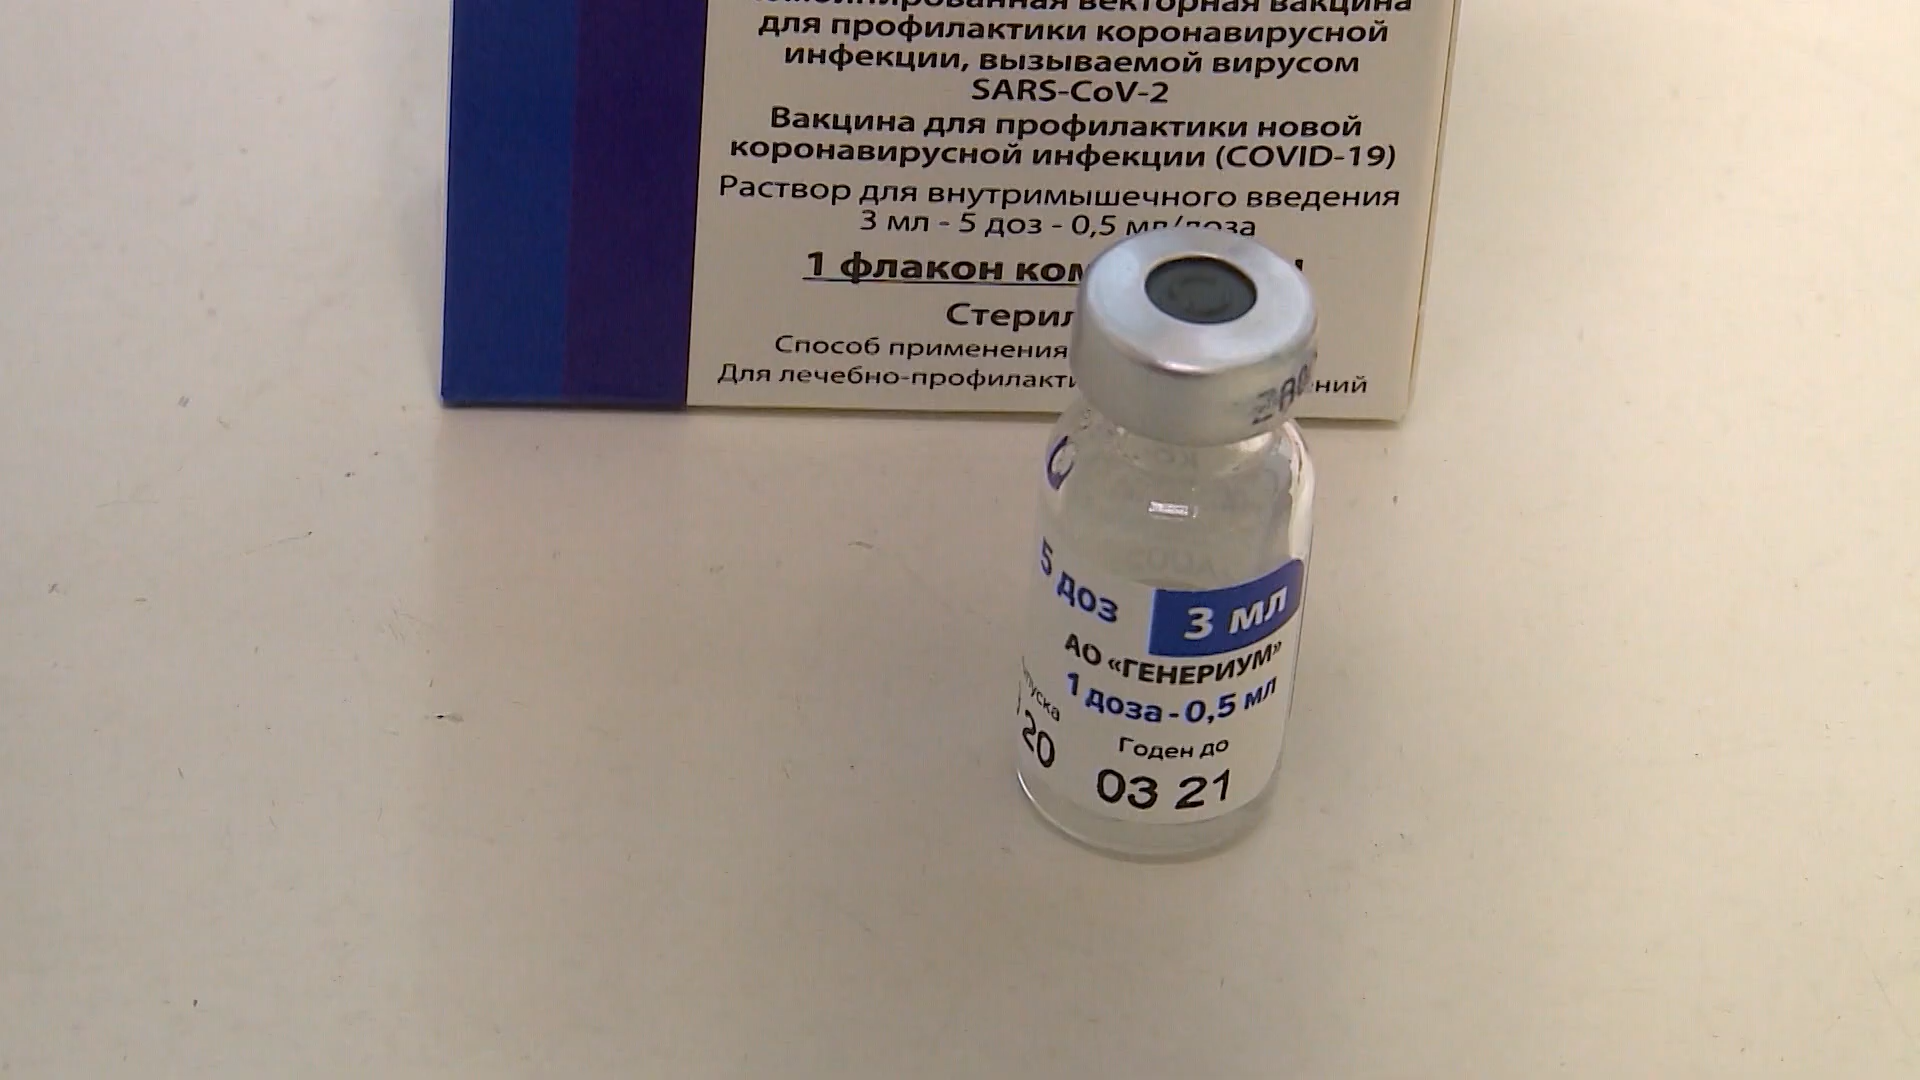 векторная вакцина
для профилактики коронавирусной
инфекции, вызываемой вирусом
SARS-CoV-2
Вакцина для профилактики новой
коронавирусной инфекции (COVID-19)
Раствор для внутримышечного введения
3 мл - 5 доз - 0,5 мл/доза
1 флакон
Способ применения
Для
5 доз
3 мл
АО «ГЕНЕРИУМ»
1 доза - 0,5 мл
20
Годен до
03 21